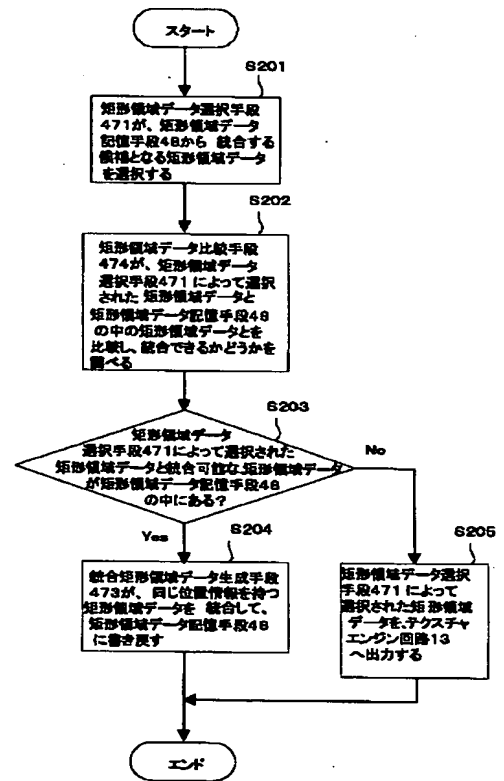 スタート
S201
矩形領域データ選択手段
471が、矩形領域データ
記憶手段48から 統合する
候補となる矩形領域データ
を選択する
S202
矩形領域データ比較手段
474が、矩形領域データ
選択手段471によって選択
された 矩形領域データと
矩形領域データ記憶手段48
の中の矩形領域データとを
比較し、統合できるかどうかを
調べる
S203
矩形領域データ
選択手段471によって選択された
矩形領域データと統合可能な、矩形領域データ
が矩形領域データ記憶手段48
の中にある?
No
Yes
S204
統合矩形領域データ生成手段
473が、同じ位置情報を持つ
矩形領域データを 統合して、
矩形領域データ記憶手段48
に書き戻す
S205
矩形領域データ選択
手段471によって
選択された矩形領域
データを、テクスチャ
エンジン回路13
へ出力する
エンド